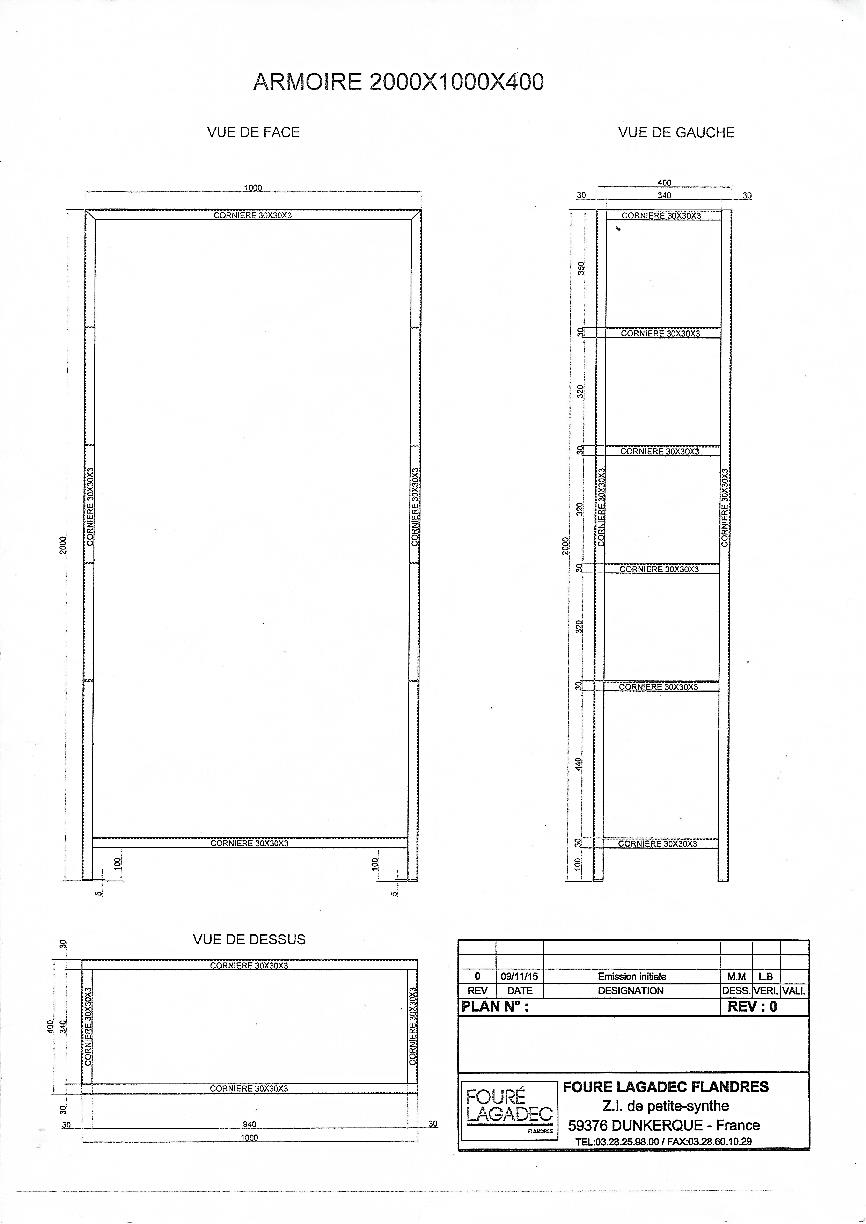 ARMOIRE 2000X1000X400
VUE DE FACE
VUE DE GAUCHE
1000
CORNIERE 30X30X3
CORNIERE 30X30X3
CORNIERE 30X30X3
2000
CORNIERE 30X30X3
100
100
5
5
400
30 340 30
CORNIERE 30X30X3
350
30
CORNIERE 30X30X3
320
30
CORNIERE 30X30X3
CORNIERE 30X30X3
CORNIERE 30X30X3
320
2000
30
CORNIERE 30X30X3
320
30
CORNIERE 30X30X3
440
30
CORNIERE 30X30X3
100
VUE DE DESSUS
30
CORNIERE 30X30X3
CORNIERE 30X30X3
CORNIERE 30X30X3
400
340
CORNIERE 30X30X3
30
30 940 30
1000
0 09/11/15 Emission initiale M.M L.B
REV DATE DESIGNATION DESS. VERI. VALI.
PLAN N° : REV : 0
FOURÉ
LAGADEC
FLANDRES
FOURE LAGADEC FLANDRES
Z.I. de petite-synthe
59376 DUNKERQUE - France
TEL:03.28.25.98.00 / FAX:03.28.60.10.29